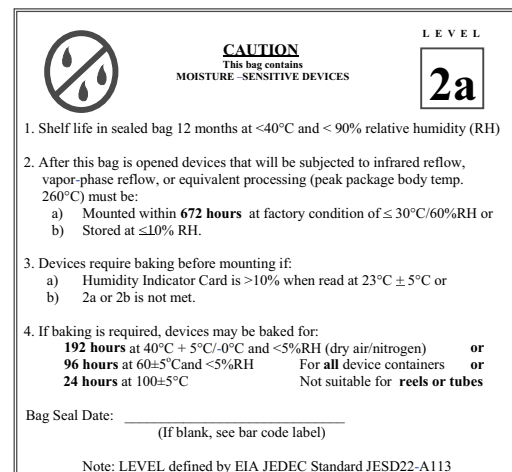 LEVEL
CAUTION
This bag contains
MOISTURE –SENSITIVE DEVICES
2a
1. Shelf life in sealed bag 12 months at <40°C and < 90% relative humidity (RH)
2. After this bag is opened devices that will be subjected to infrared reflow,
vapor-phase reflow, or equivalent processing (peak package body temp.
260°C) must be:
a) Mounted within 672 hours at factory condition of ≤ 30°C/60%RH or
b) Stored at ≤10% RH.
3. Devices require baking before mounting if:
a) Humidity Indicator Card is >10% when read at 23°C ± 5°C or
b) 2a or 2b is not met.
4. If baking is required, devices may be baked for:
192 hours at 40°C + 5°C/-0°C and <5%RH (dry air/nitrogen) or
96 hours at 60±5°Cand <5%RH For all device containers or
24 hours at 100±5°C Not suitable for reels or tubes
Bag Seal Date: ________________________________
(If blank, see bar code label)
Note: LEVEL defined by EIA JEDEC Standard JESD22-A113